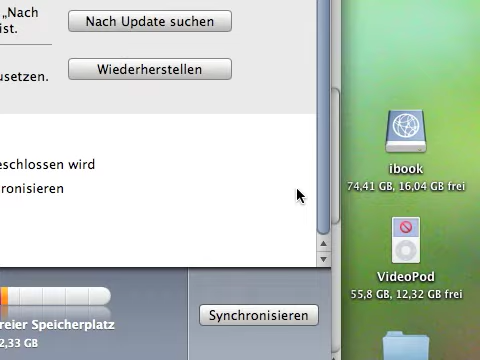 „Nach
Nach Update suchen
ist.
usetzen.
Wiederherstellen
eschlossen wird
ronisieren
ibook
74,41 GB, 16,04 GB frei
VideoPod
55,8 GB, 12,32 GB frei
Synchronisieren
reier Speicherplatz
2,33 GB